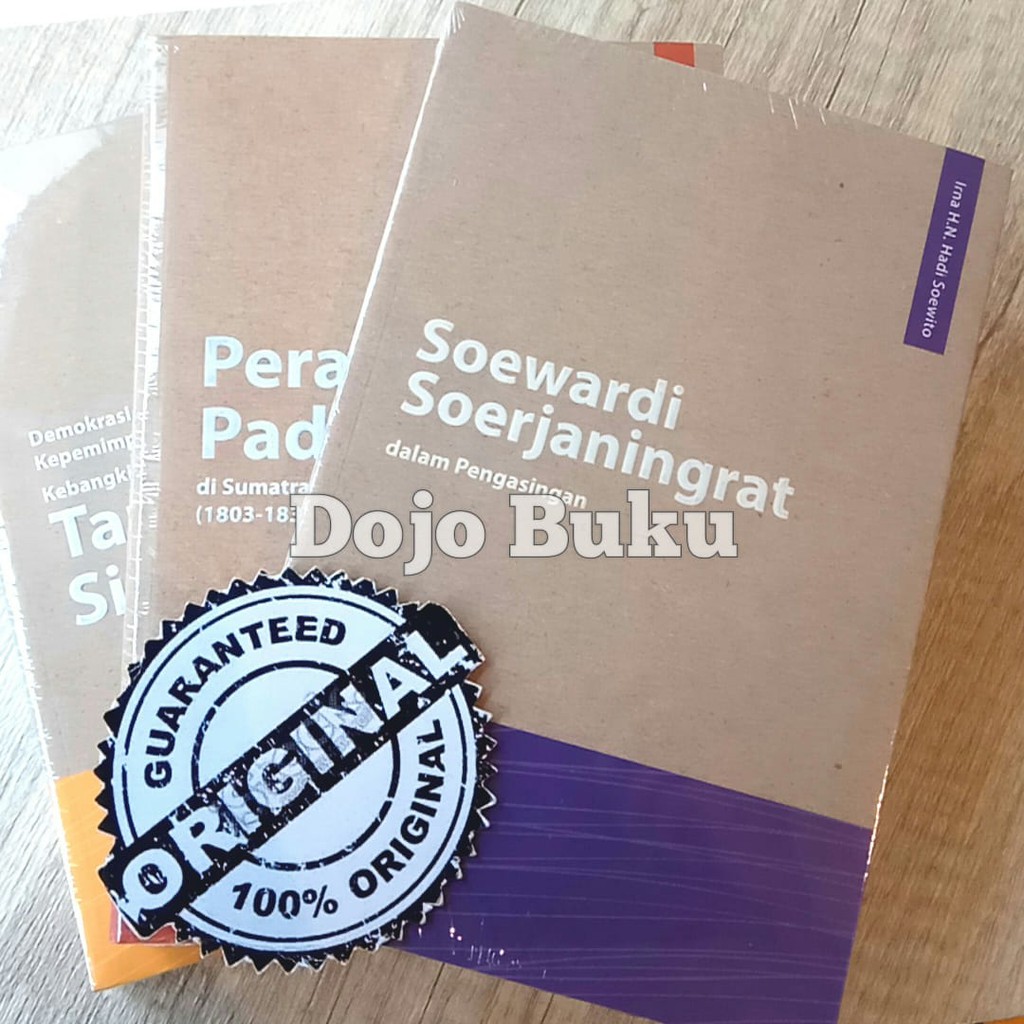 Irna H.N. Hadi Soewito
Soewardi
Soerjaningrat
dalam Pengasingan
Pera
Pad
di Sumatra
(1803-183
Demokrasi
Kepemimp
Kebangk
Ta
Si
Dojo Buku
GUARANTEED
ORIGINAL
100% ORIGINAL